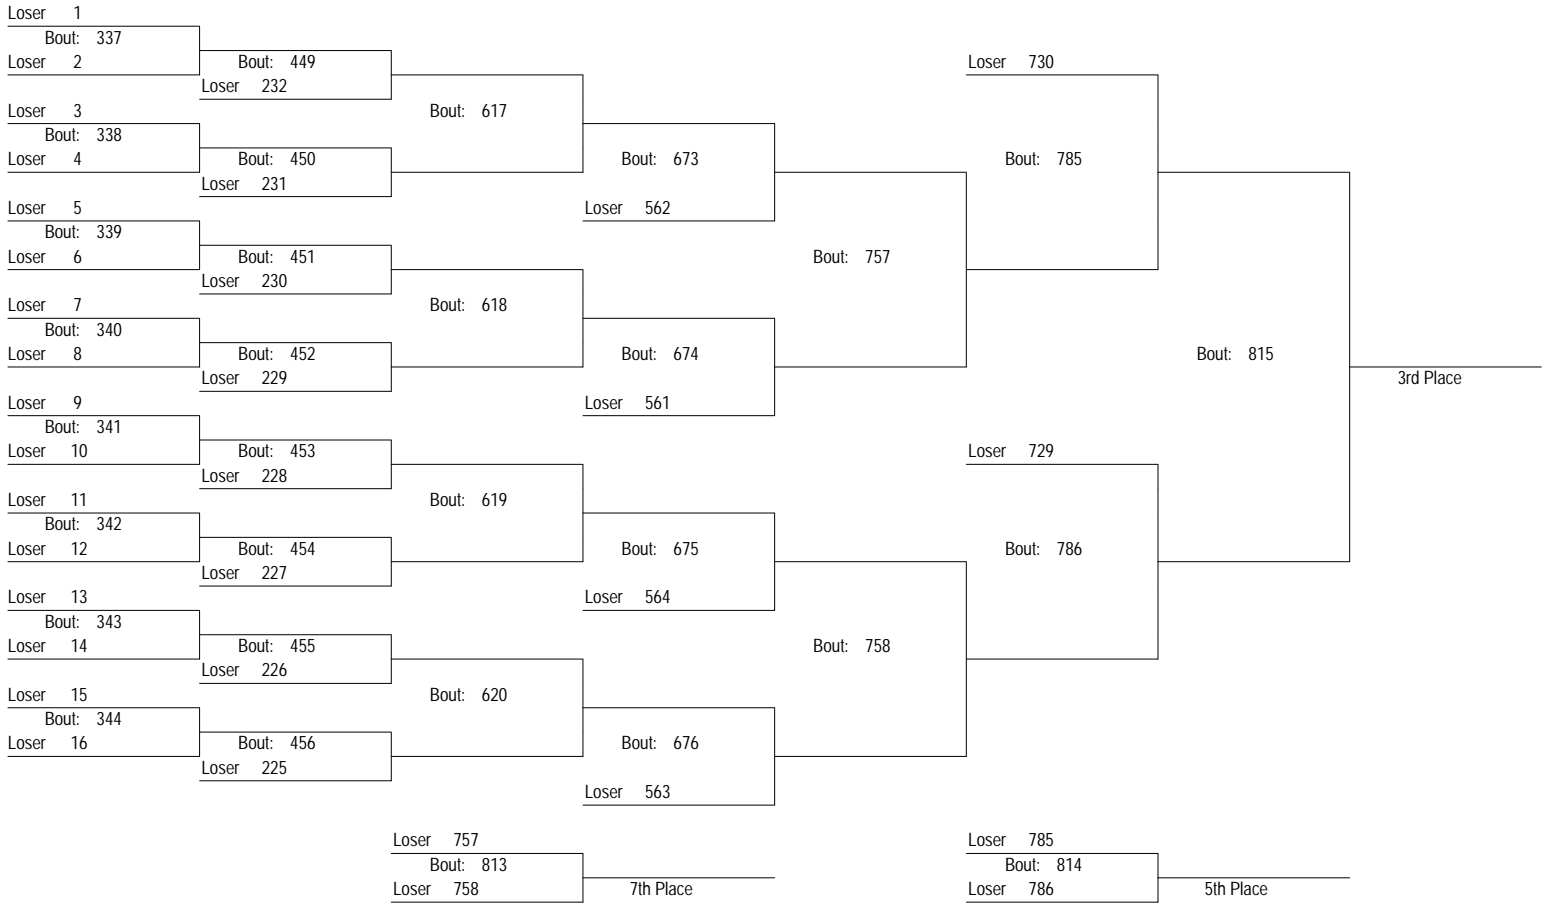 Loser 1
Bout: 337
Loser 2
Bout: 449
Loser 730
Loser 232
Loser 3
Bout: 617
Bout: 338
Loser 4
Bout: 450
Bout: 673
Bout: 785
Loser 231
Loser 5
Loser 562
Bout: 339
Loser 6
Bout: 451
Bout: 757
Loser 230
Loser 7
Bout: 618
Bout: 340
Loser 8
Bout: 452
Bout: 674
Bout: 815
Loser 229
3rd Place
Loser 9
Loser 561
Bout: 341
Loser 10
Bout: 453
Loser 729
Loser 228
Loser 11
Bout: 619
Bout: 342
Loser 12
Bout: 454
Bout: 675
Bout: 786
Loser 227
Loser 13
Loser 564
Bout: 343
Loser 14
Bout: 455
Bout: 758
Loser 226
Loser 15
Bout: 620
Bout: 344
Loser 16
Bout: 456
Bout: 676
Loser 225
Loser 563
Loser 757
Loser 785
Bout: 813
Bout: 814
Loser 758
7th Place
Loser 786
5th Place